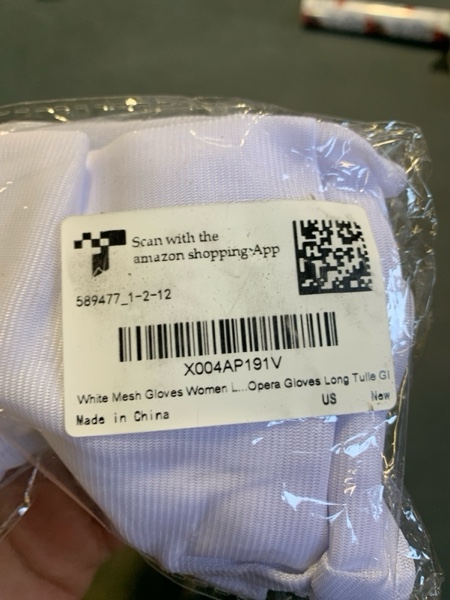 Scan with the
amazon shopping App
589477_1-2-12
X004AP191V
White Mesh Gloves Women L...Opera Gloves Long Tulle Gl
US New
Made in China